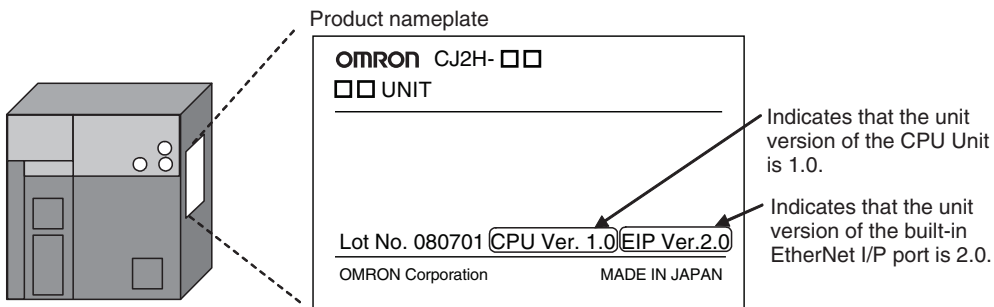 Product nameplate
OMRON CJ2H- □□
□□ UNIT
Lot No. 080701 CPU Ver. 1.0 EIP Ver.2.0
OMRON Corporation MADE IN JAPAN
Indicates that the unit
version of the CPU Unit
is 1.0.
Indicates that the unit
version of the built-in
EtherNet I/P port is 2.0.